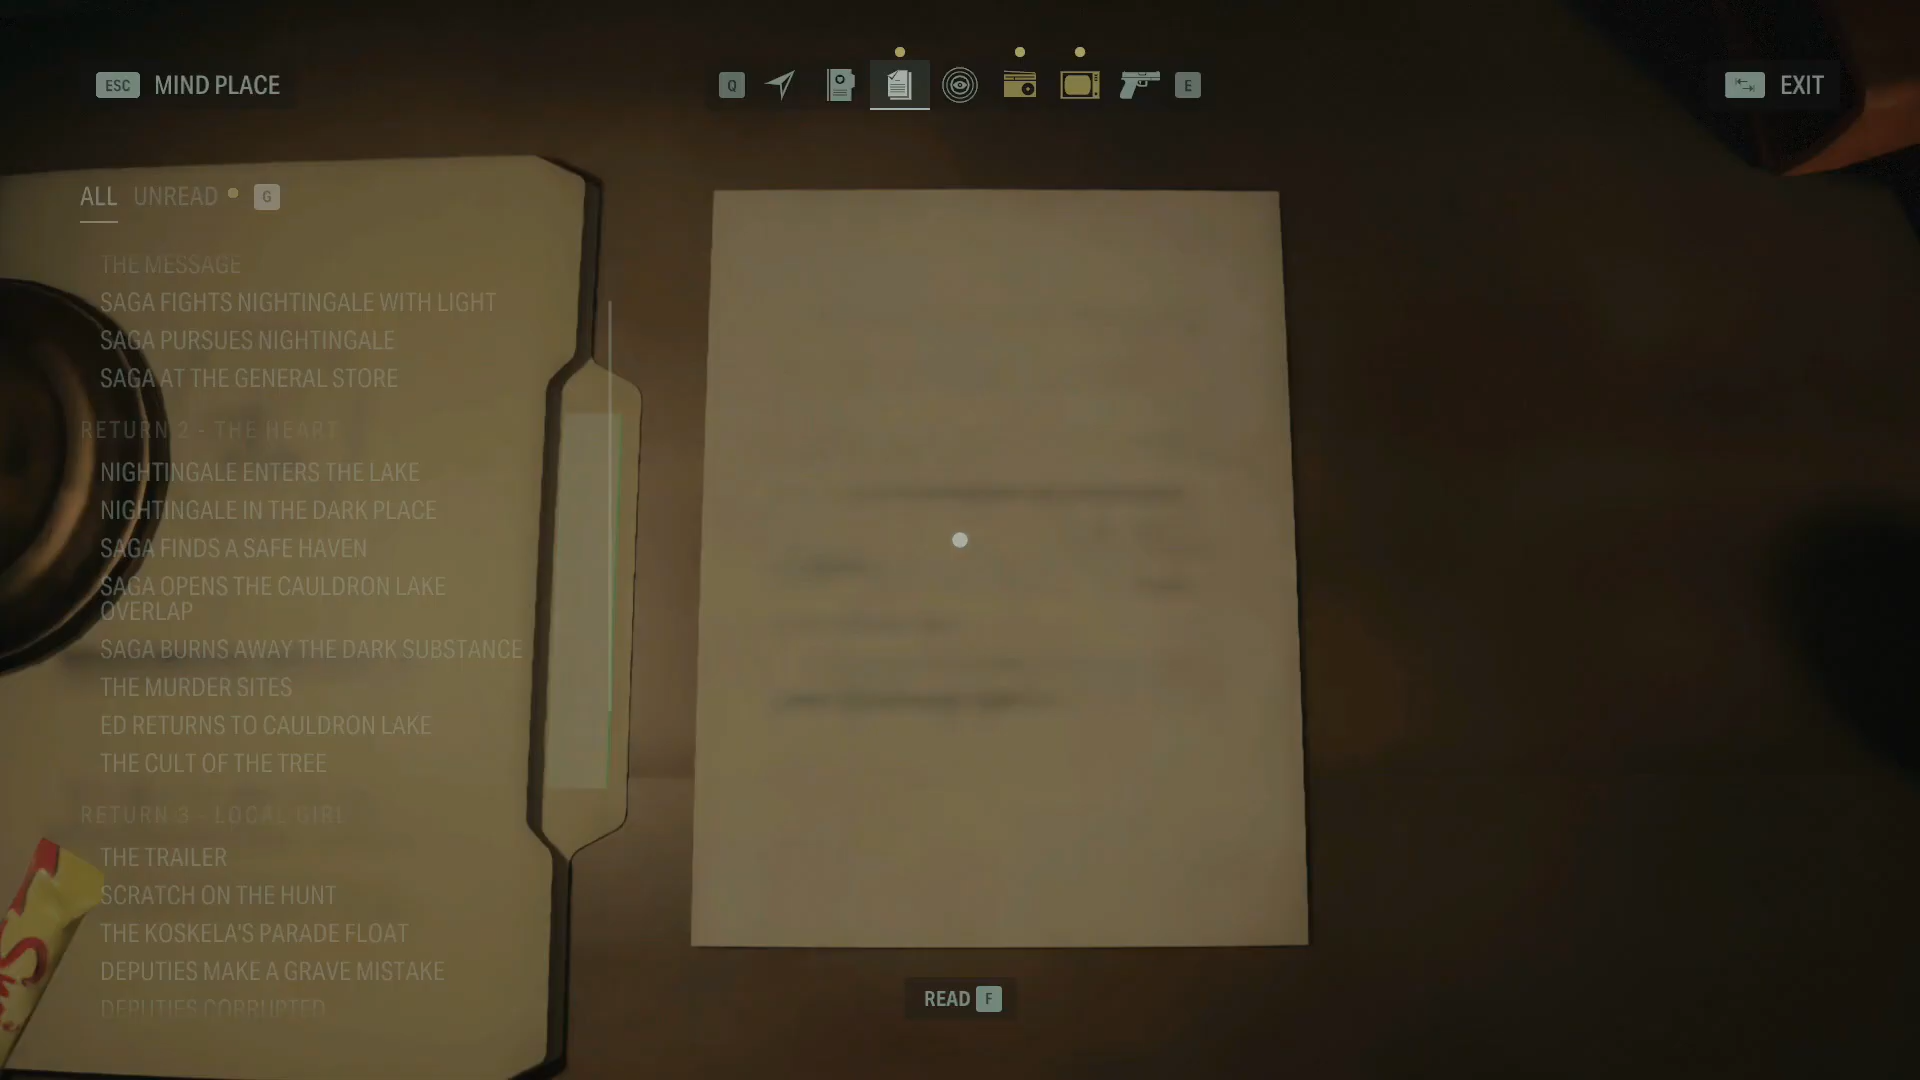 ESC MIND PLACE
Q
E
EXIT
ALL UNREAD G
THE MESSAGE
SAGA FIGHTS NIGHTINGALE WITH LIGHT
SAGA PURSUES NIGHTINGALE
SAGA AT THE GENERAL STORE
RETURN 2 - THE HEART
NIGHTINGALE ENTERS THE LAKE
NIGHTINGALE IN THE DARK PLACE
SAGA FINDS A SAFE HAVEN
SAGA OPENS THE CAULDRON LAKE
OVERLAP
SAGA BURNS AWAY THE DARK SUBSTANCE
THE MURDER SITES
ED RETURNS TO CAULDRON LAKE
THE CULT OF THE TREE
RETURN 3 - LOCAL GIRL
THE TRAILER
SCRATCH ON THE HUNT
THE KOSKELA'S PARADE FLOAT
DEPUTIES MAKE A GRAVE MISTAKE
DEPUTIES CORRUPTED
READ F